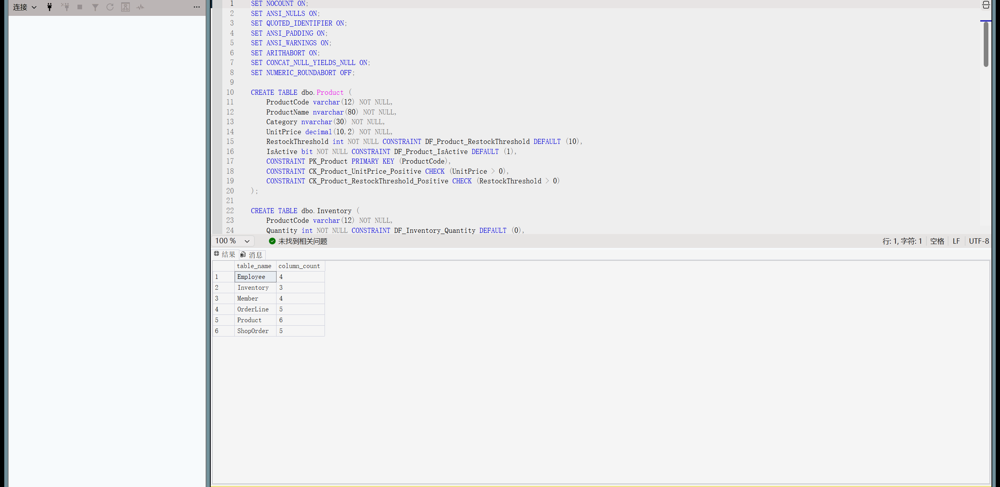 连接
1 SET NOCOUNT ON;
2 SET ANSI_NULLS ON;
3 SET QUOTED_IDENTIFIER ON;
4 SET ANSI_PADDING ON;
5 SET ANSI_WARNINGS ON;
6 SET ARITHABORT ON;
7 SET CONCAT_NULL_YIELDS_NULL ON;
8 SET NUMERIC_ROUNDABORT OFF;
9
10 CREATE TABLE dbo.Product (
11     ProductCode varchar(12) NOT NULL,
12     ProductName nvarchar(80) NOT NULL,
13     Category nvarchar(30) NOT NULL,
14     UnitPrice decimal(10,2) NOT NULL,
15     RestockThreshold int NOT NULL CONSTRAINT DF_Product_RestockThreshold DEFAULT (10),
16     IsActive bit NOT NULL CONSTRAINT DF_Product_IsActive DEFAULT (1),
17     CONSTRAINT PK_Product PRIMARY KEY (ProductCode),
18     CONSTRAINT CK_Product_UnitPrice_Positive CHECK (UnitPrice > 0),
19     CONSTRAINT CK_Product_RestockThreshold_Positive CHECK (RestockThreshold > 0)
20 );
21
22 CREATE TABLE dbo.Inventory (
23     ProductCode varchar(12) NOT NULL,
24     Quantity int NOT NULL CONSTRAINT DF_Inventory_Quantity DEFAULT (0),
100 % 未找到相关问题 行: 1, 字符: 1 空格 LF UTF-8
结果 消息
table_name column_count
1 Employee 4
2 Inventory 3
3 Member 4
4 OrderLine 5
5 Product 6
6 ShopOrder 5